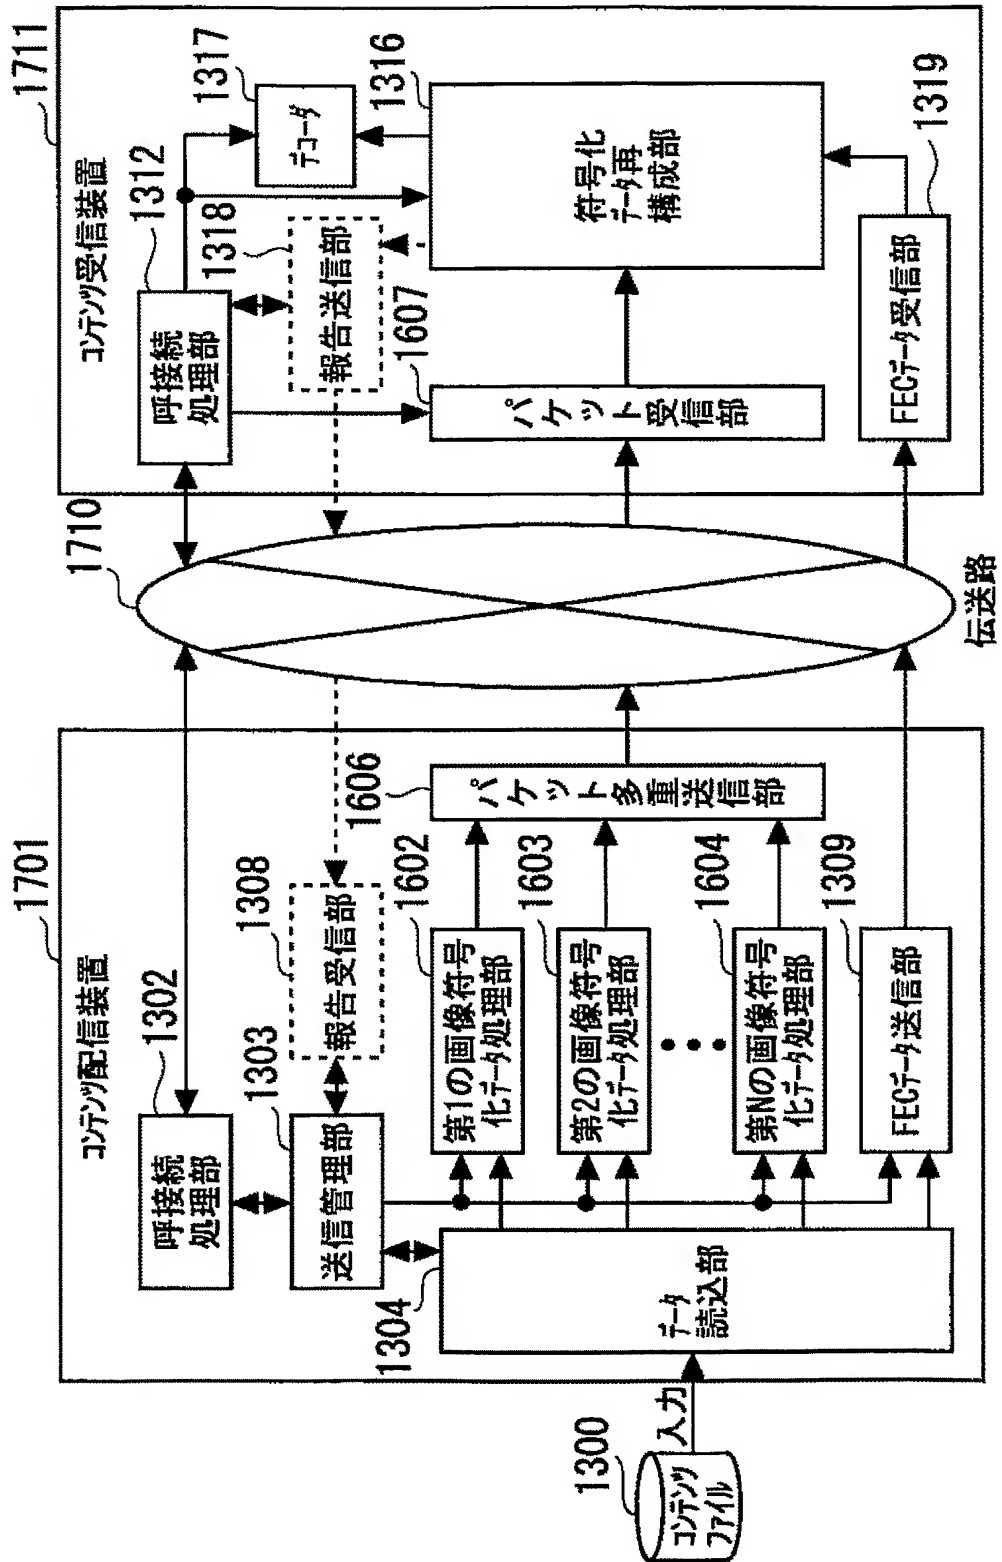 1300
コンテンツ
ファイル
入力
1701
コンテンツ配信装置
1302
呼接続
処理部
1303
送信管理部
1308
報告受信部
1304
データ
読込部
1602
第1の画像符号
化データ処理部
1603
第2の画像符号
化データ処理部
1604
第Nの画像符号
化データ処理部
1309
FECデータ送信部
1606
パケット多重送信部
1710
伝送路
1711
コンテンツ受信装置
1312
呼接続
処理部
1318
報告送信部
1317
デコーダ
1607
パケット受信部
1316
符号化
データ再
構成部
1319
FECデータ受信部